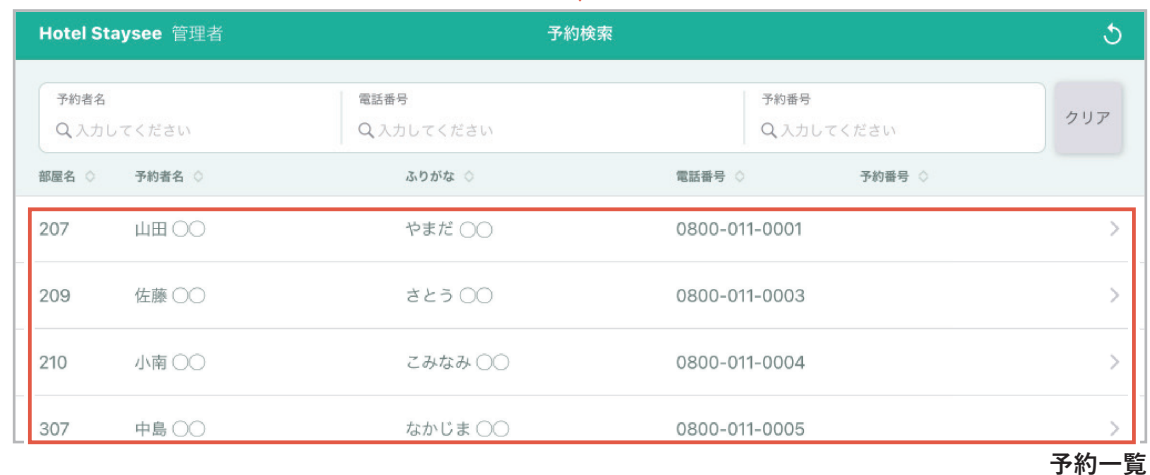 Hotel Staysee 管理者 予約検索
予約者名 電話番号 予約番号 クリア
入力してください 入力してください 入力してください
部屋名 予約者名 ふりがな 電話番号 予約番号
207 山田 〇〇 やまだ 〇〇 0800-011-0001
209 佐藤 〇〇 さとう 〇〇 0800-011-0003
210 小南 〇〇 こみなみ 〇〇 0800-011-0004
307 中島 〇〇 なかじま 〇〇 0800-011-0005
予約一覧